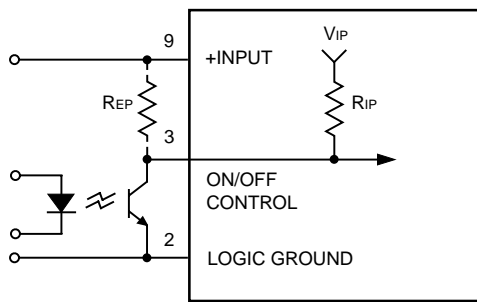 9
+INPUT
VIP
REP
RIP
3
ON/OFF
CONTROL
2
LOGIC GROUND